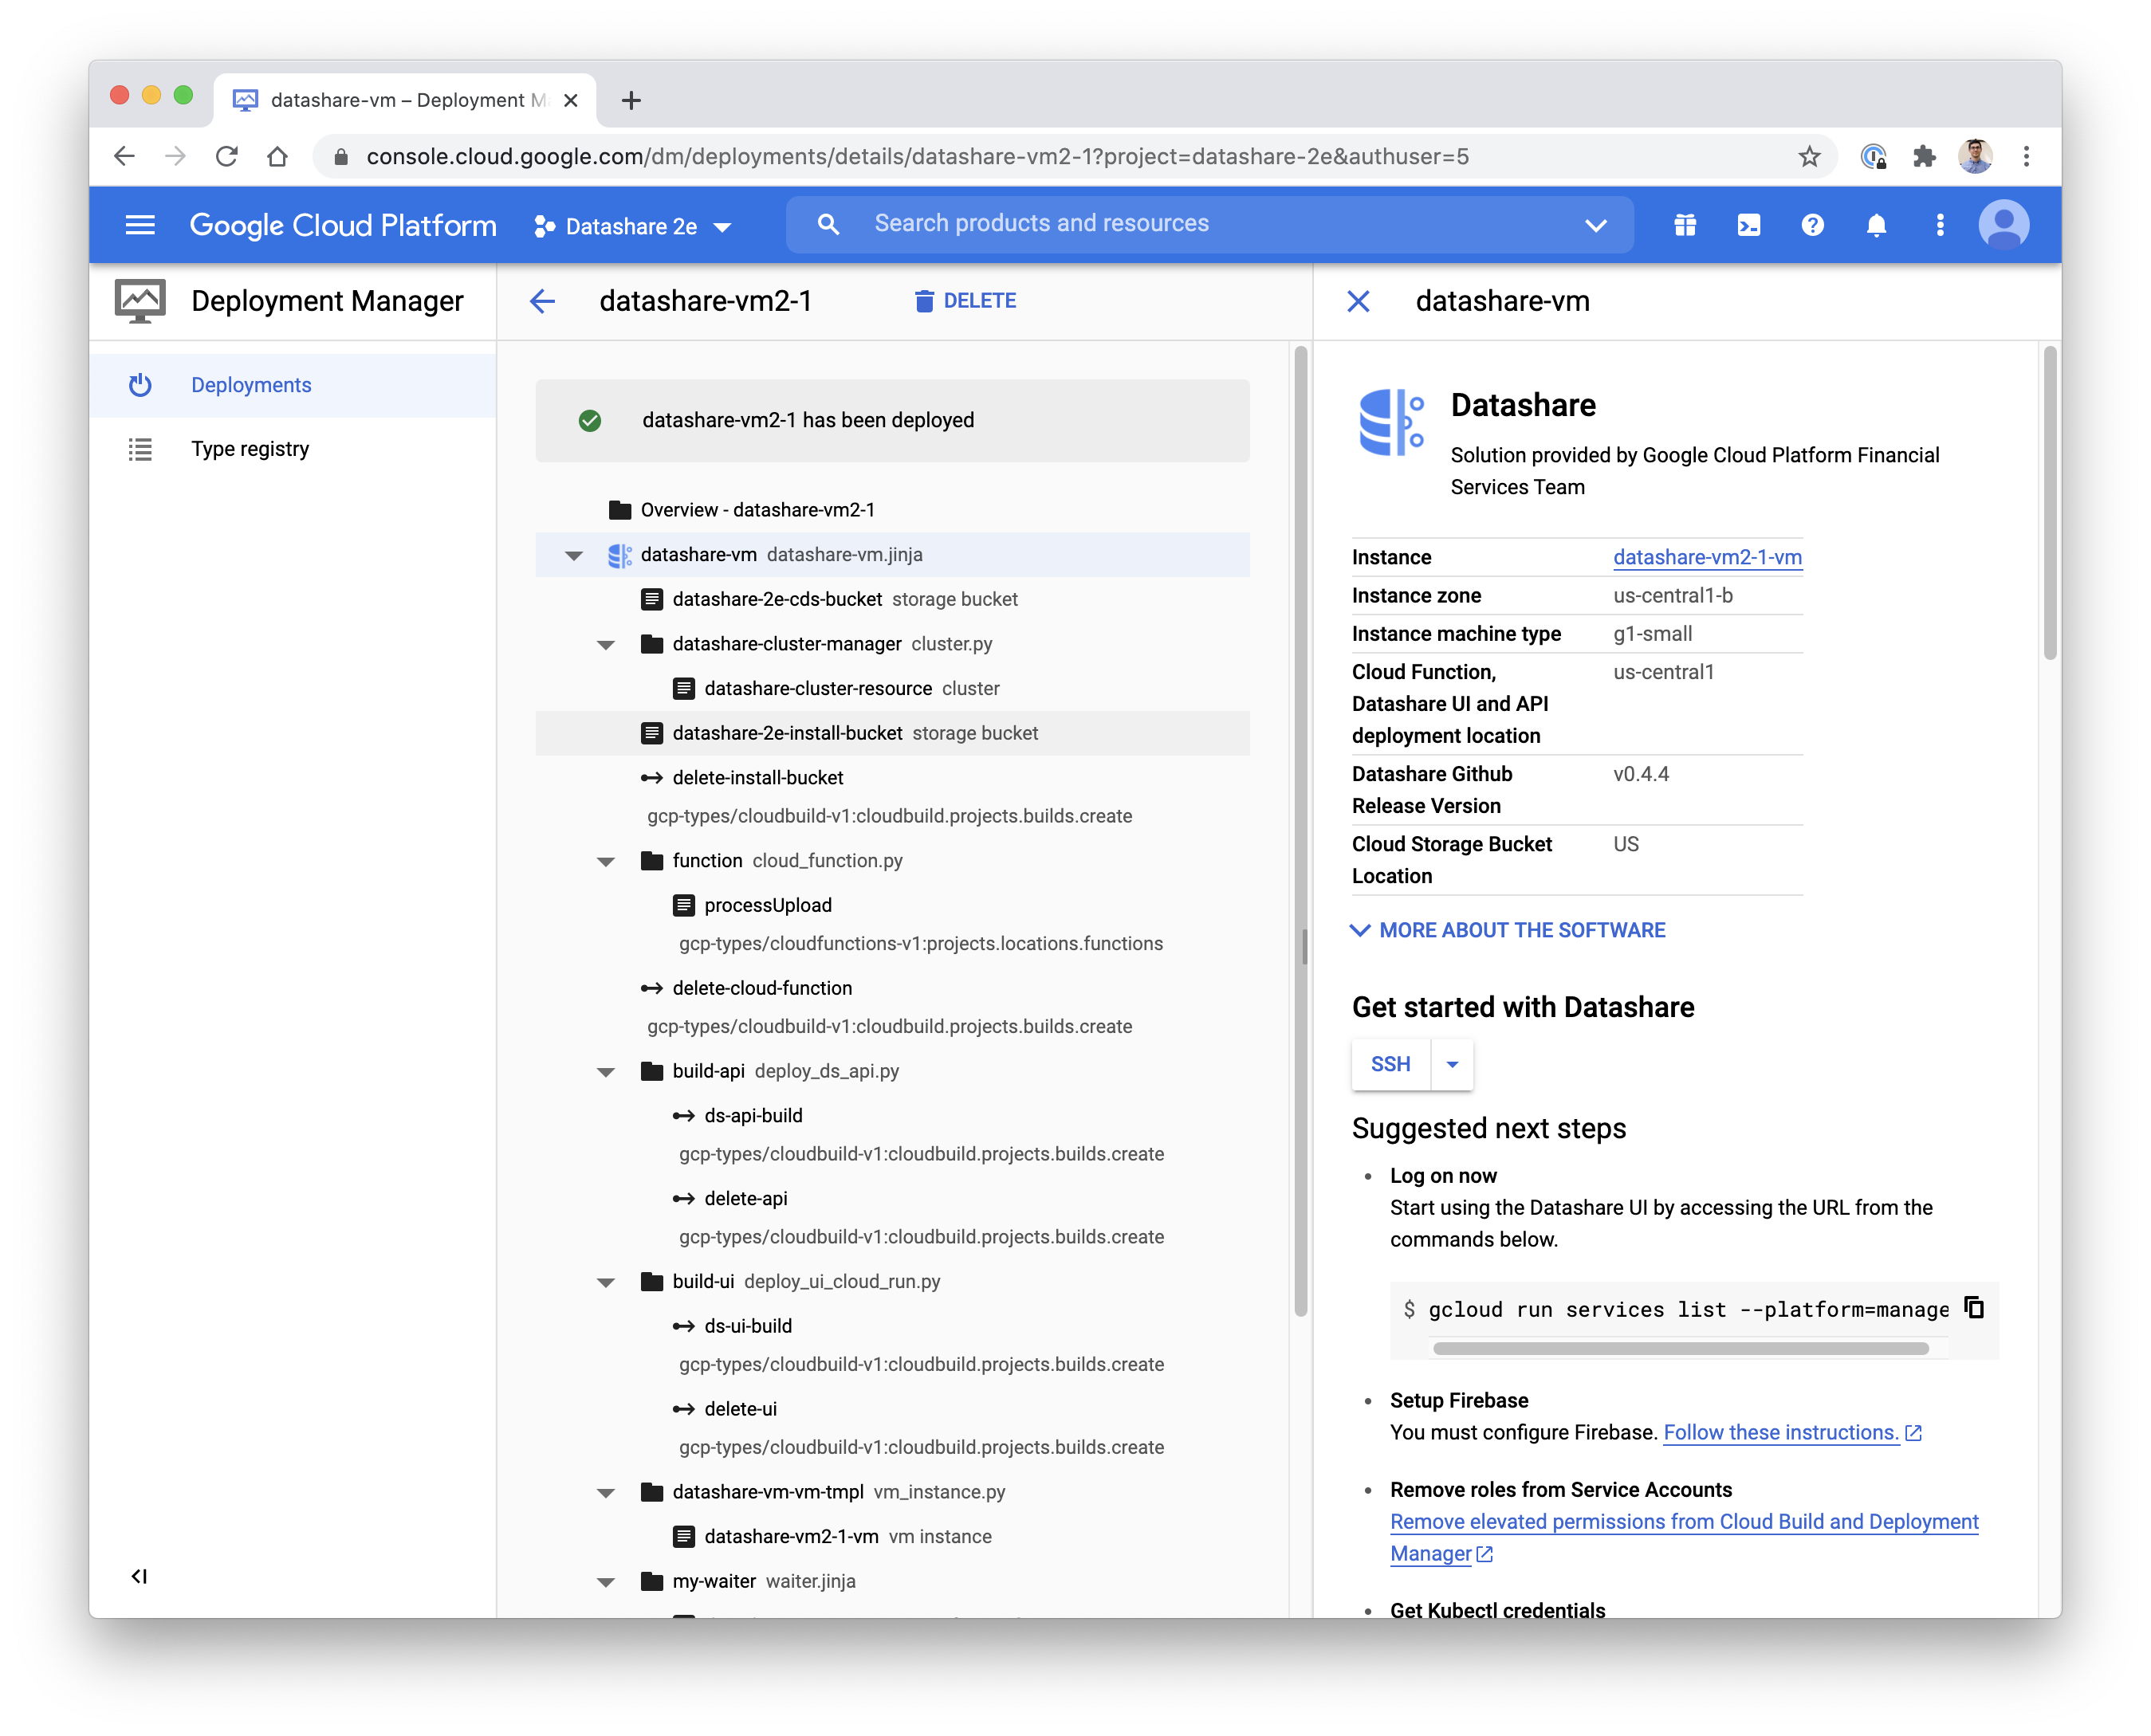 datashare-vm – Deployment M
console.cloud.google.com/dm/deployments/details/datashare-vm2-1?project=datashare-2e&authuser=5
Google Cloud Platform
Datashare 2e
Search products and resources
Deployment Manager
Deployments
Type registry
datashare-vm2-1
DELETE
datashare-vm2-1 has been deployed
Overview - datashare-vm2-1
datashare-vm datashare-vm.jinja
datashare-2e-cds-bucket storage bucket
datashare-cluster-manager cluster.py
datashare-cluster-resource cluster
datashare-2e-install-bucket storage bucket
delete-install-bucket
gcp-types/cloudbuild-v1:cloudbuild.projects.builds.create
function cloud_function.py
processUpload
gcp-types/cloudfunctions-v1:projects.locations.functions
delete-cloud-function
gcp-types/cloudbuild-v1:cloudbuild.projects.builds.create
build-api deploy_ds_api.py
ds-api-build
gcp-types/cloudbuild-v1:cloudbuild.projects.builds.create
delete-api
gcp-types/cloudbuild-v1:cloudbuild.projects.builds.create
build-ui deploy_ui_cloud_run.py
ds-ui-build
gcp-types/cloudbuild-v1:cloudbuild.projects.builds.create
delete-ui
gcp-types/cloudbuild-v1:cloudbuild.projects.builds.create
datashare-vm-vm-tmpl vm_instance.py
datashare-vm2-1-vm vm instance
my-waiter waiter.jinja
datashare-vm
Datashare
Solution provided by Google Cloud Platform Financial
Services Team
Instance datashare-vm2-1-vm
Instance zone us-central1-b
Instance machine type g1-small
Cloud Function, us-central1
Datashare UI and API
deployment location
Datashare Github v0.4.4
Release Version
Cloud Storage Bucket US
Location
MORE ABOUT THE SOFTWARE
Get started with Datashare
SSH
Suggested next steps
• Log on now
Start using the Datashare UI by accessing the URL from the
commands below.
$ gcloud run services list --platform=manage
• Setup Firebase
You must configure Firebase. Follow these instructions.
• Remove roles from Service Accounts
Remove elevated permissions from Cloud Build and Deployment
Manager
• Get Kubectl credentials